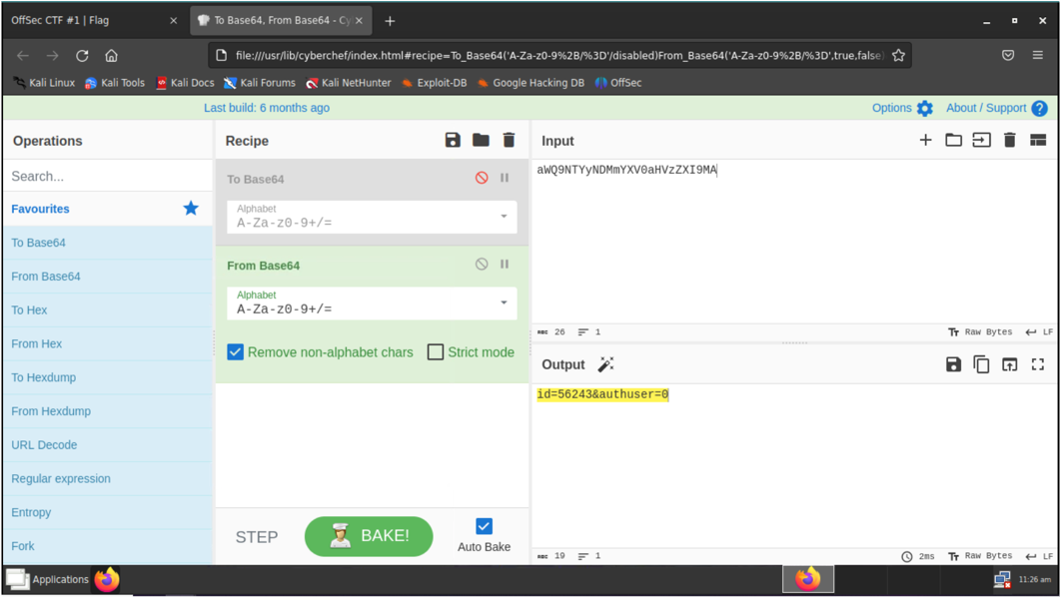 OffSec CTF #1 | Flag
To Base64, From Base64 - Cy
file:///usr/lib/cyberchef/index.html#recipe=To_Base64('A-Za-z0-9%2B/%3D'/disabled)From_Base64('A-Za-z0-9%2B/%3D',true,false)
Kali Linux Kali Tools Kali Docs Kali Forums Kali NetHunter Exploit-DB Google Hacking DB OffSec
Last build: 6 months ago Options About / Support
Operations
Search...
Favourites
To Base64
From Base64
To Hex
From Hex
To Hexdump
From Hexdump
URL Decode
Regular expression
Entropy
Fork
Recipe
To Base64
Alphabet
A-Za-z0-9+/=
From Base64
Alphabet
A-Za-z0-9+/=
Remove non-alphabet chars Strict mode
STEP BAKE! Auto Bake
Input
aWQ9NTYyNDMmYXV0aHVzZXI9MA
ABC 26 1 Tт Raw Bytes LF
Output
id=56243&authuser=0
ABC 19 1 2ms Tт Raw Bytes LF
Applications 11:26 am